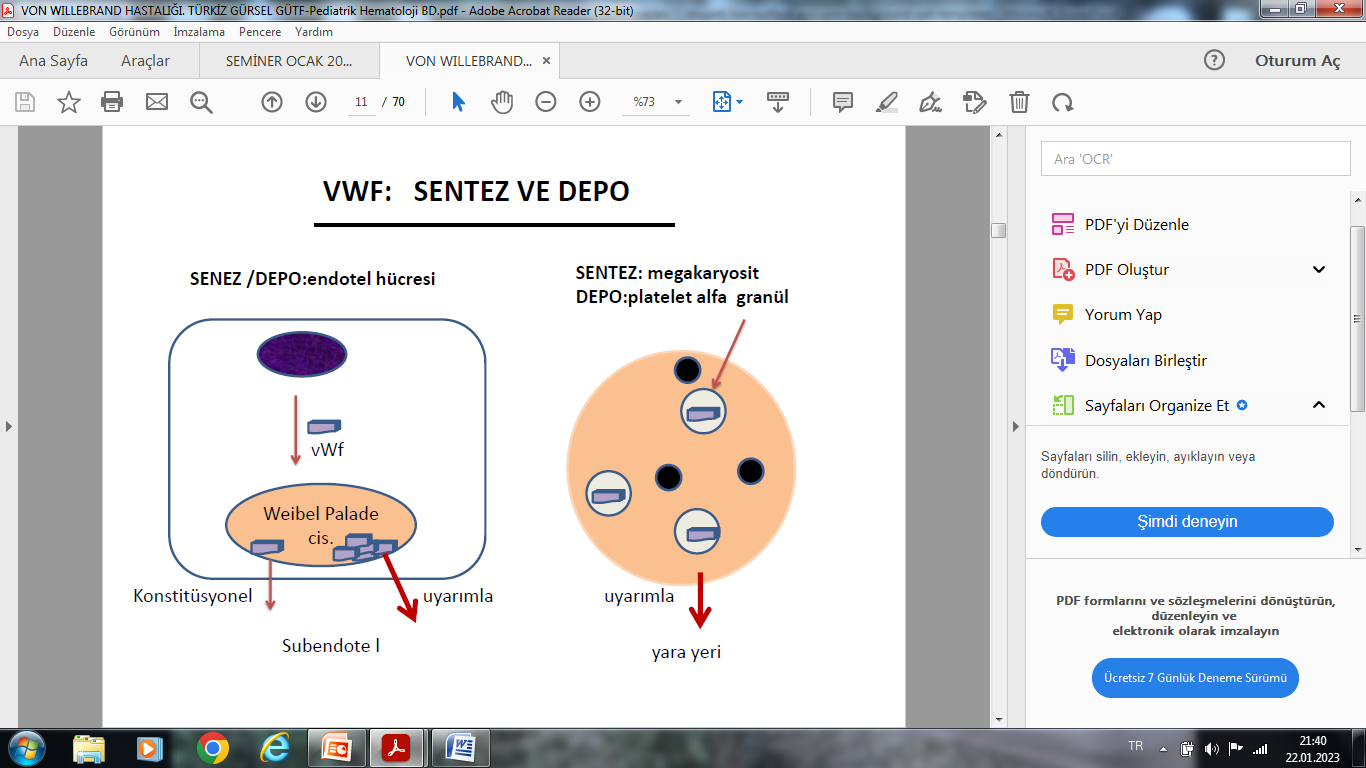 VON WILLEBRAND HASTALIĞI. TÜRKİZ GÜRSEL GÜTF-Pediatrik Hematoloji BD.pdf - Adobe Acrobat Reader (32-bit)
Dosya Düzenle Görünüm İmzalama Pencere Yardım
Ana Sayfa Araçlar SEMİNER OCAK 20... VON WILLEBRAND... × Oturum Aç
11 / 70 %73
Ara 'OCR'
PDF'yi Düzenle
PDF Oluştur
Yorum Yap
Dosyaları Birleştir
Sayfaları Organize Et
Sayfaları silin, ekleyin, ayıklayın veya
döndürün.
Şimdi deneyin
PDF formlarını ve sözleşmelerini dönüştürün,
düzenleyin ve
elektronik olarak imzalayın
Ücretsiz 7 Günlük Deneme Sürümü
VWF: SENTEZ VE DEPO
SENEZ /DEPO:endotel hücresi
vWf
Weibel Palade
cis.
Konstitüsyonel
uyarımla
Subendote l
SENTEZ: megakaryosit
DEPO:platelet alfa granül
uyarımla
yara yeri
TR
21:40
22.01.2023